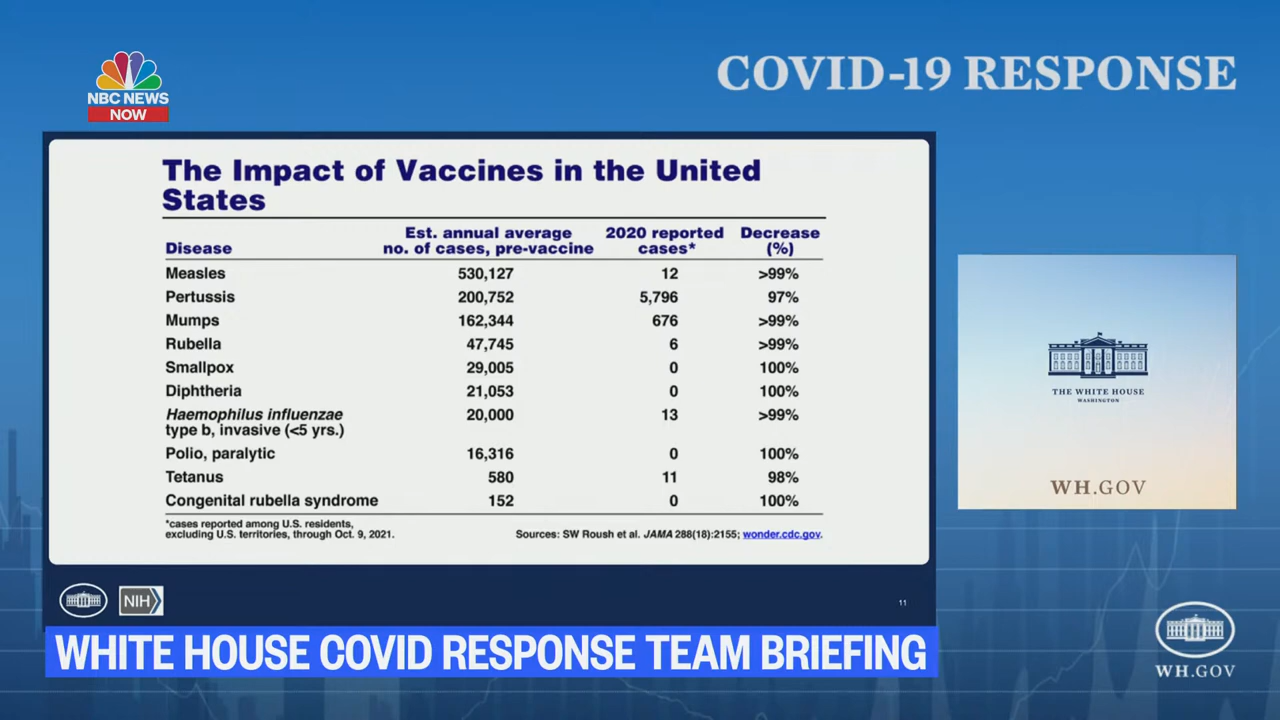 NBC NEWS
NOW
COVID-19 RESPONSE
The Impact of Vaccines in the United
States
Disease Est. annual average no. of cases, pre-vaccine 2020 reported cases* Decrease (%)
Measles 530,127 12 >99%
Pertussis 200,752 5,796 97%
Mumps 162,344 676 >99%
Rubella 47,745 6 >99%
Smallpox 29,005 0 100%
Diphtheria 21,053 0 100%
Haemophilus influenzae 20,000 13 >99%
type b, invasive (<5 yrs.)
Polio, paralytic 16,316 0 100%
Tetanus 580 11 98%
Congenital rubella syndrome 152 0 100%
*cases reported among U.S. residents,
excluding U.S. territories, through Oct. 9, 2021.
Sources: SW Roush et al. JAMA 288(18):2155; wonder.cdc.gov.
NIH
11
THE WHITE HOUSE
WASHINGTON
WH.GOV
WHITE HOUSE COVID RESPONSE TEAM BRIEFING
WH.GOV